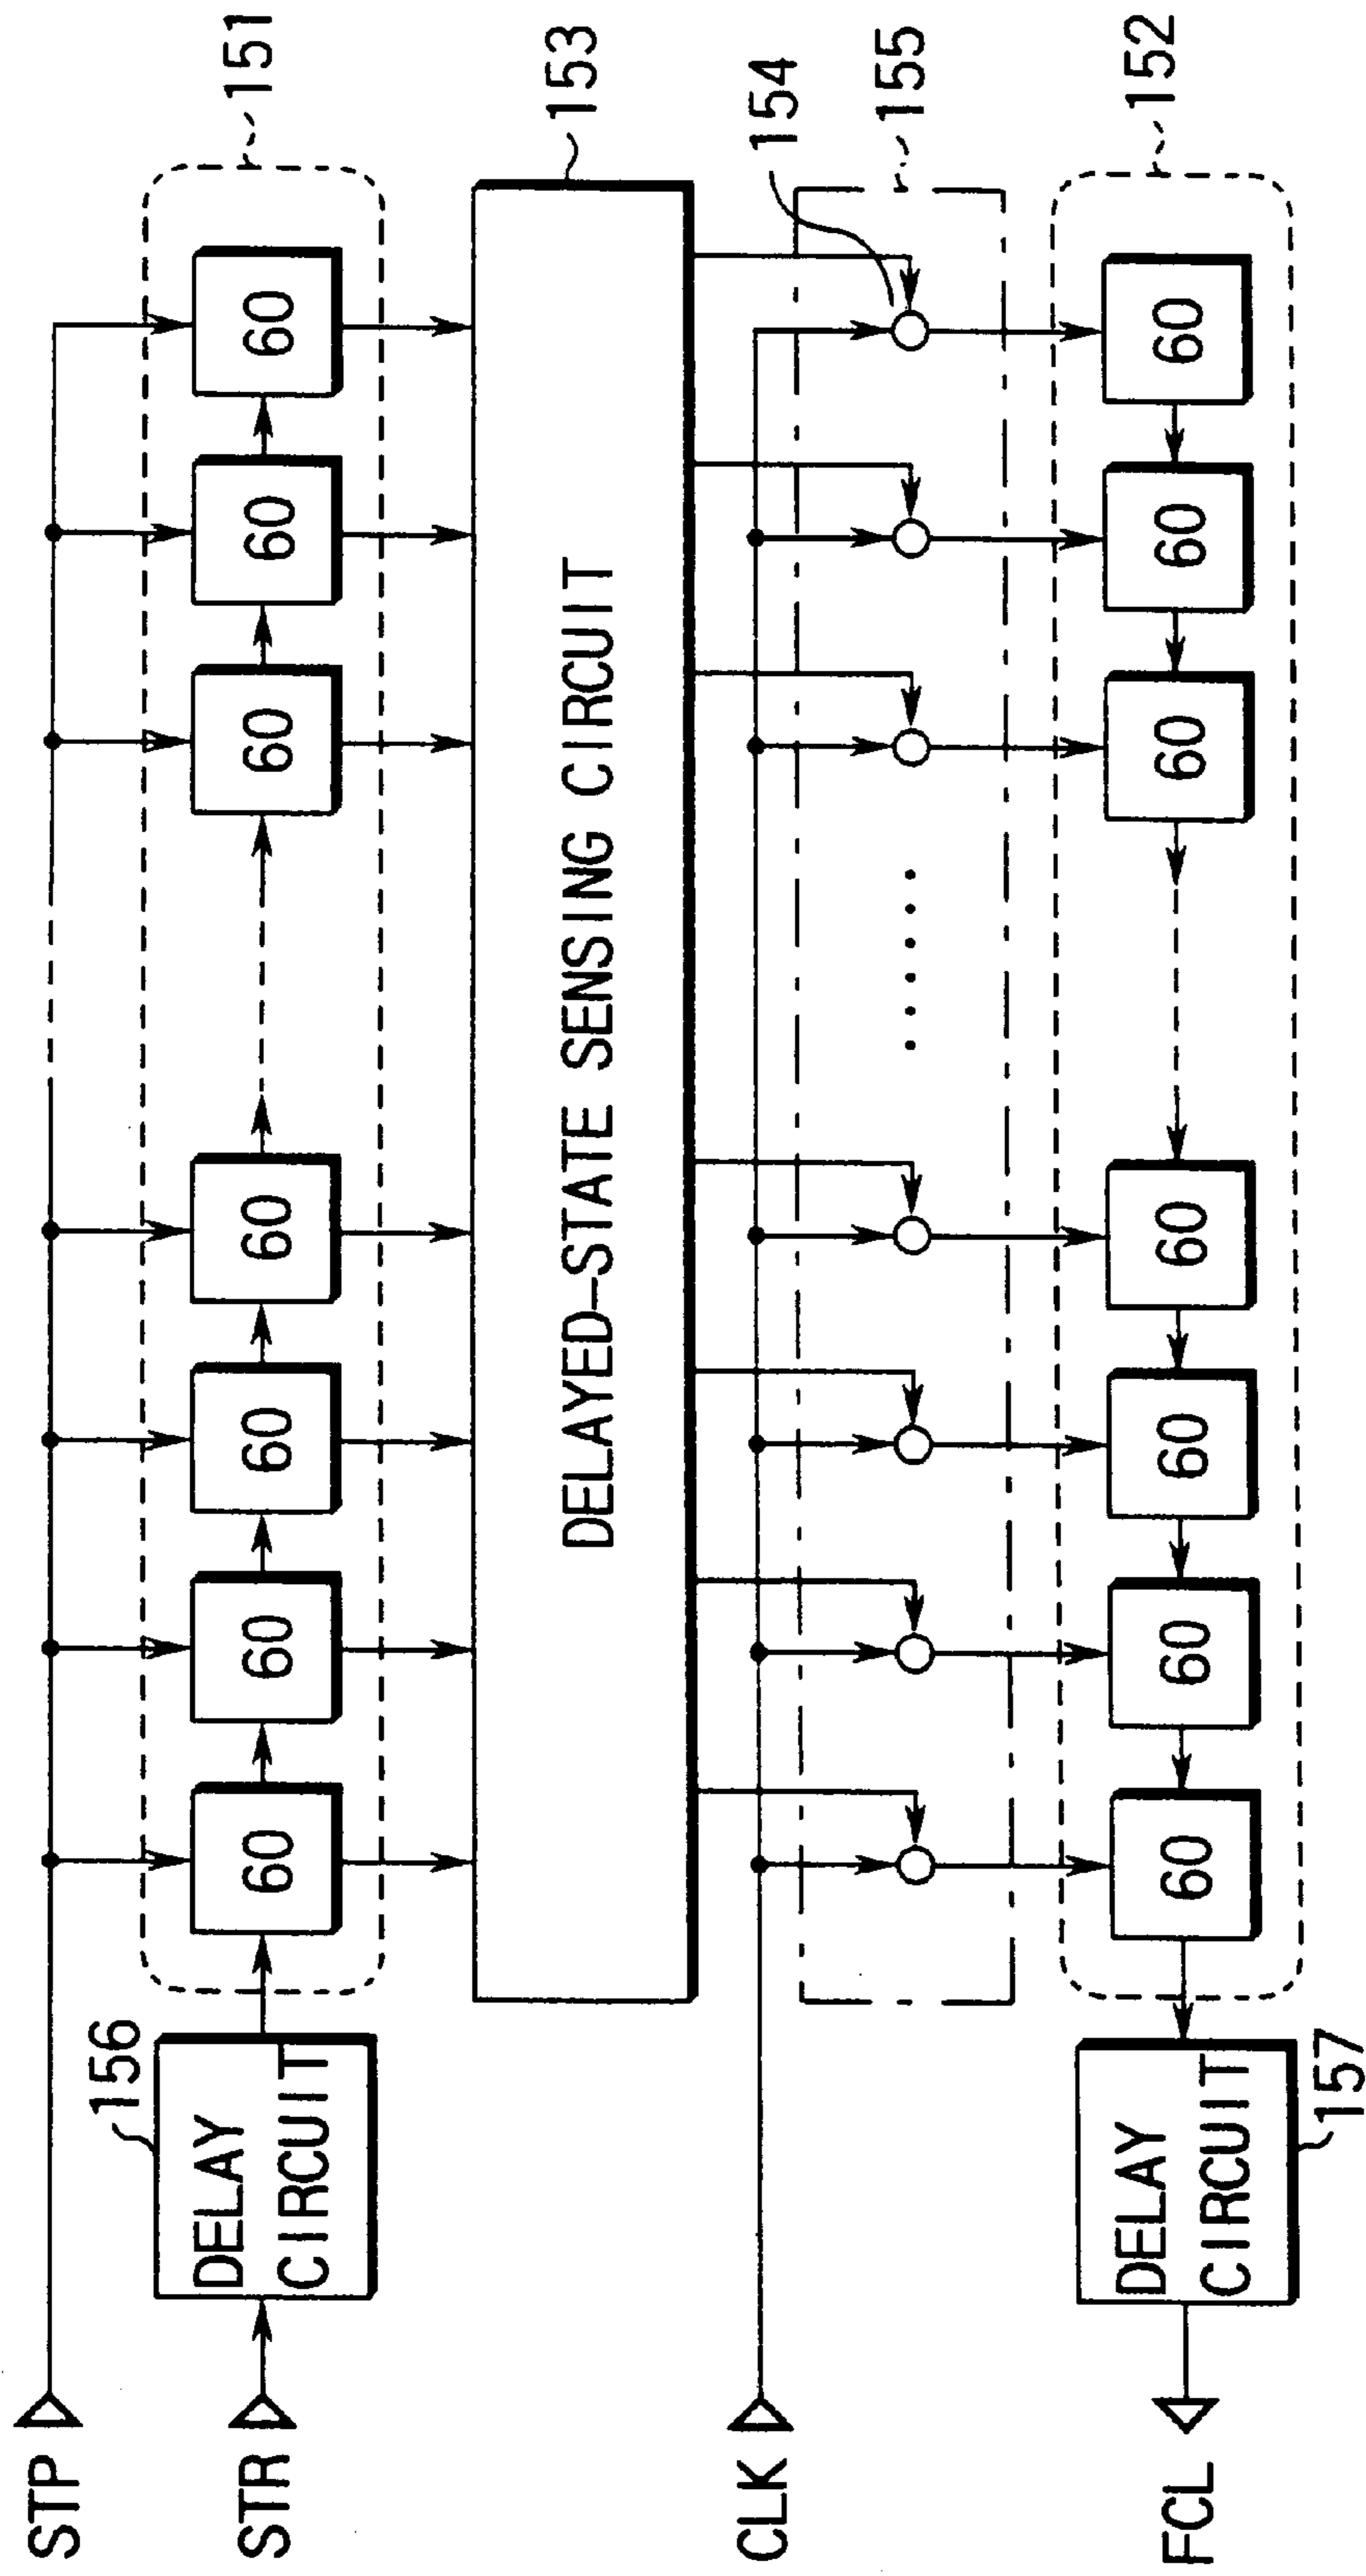 STP
STR
156
DELAY
CIRCUIT
60
60
60
60
60
60
60
151
DELAYED-STATE SENSING CIRCUIT
153
CLK
154
155
FCL
DELAY
CIRCUIT
157
60
60
60
60
60
60
60
152